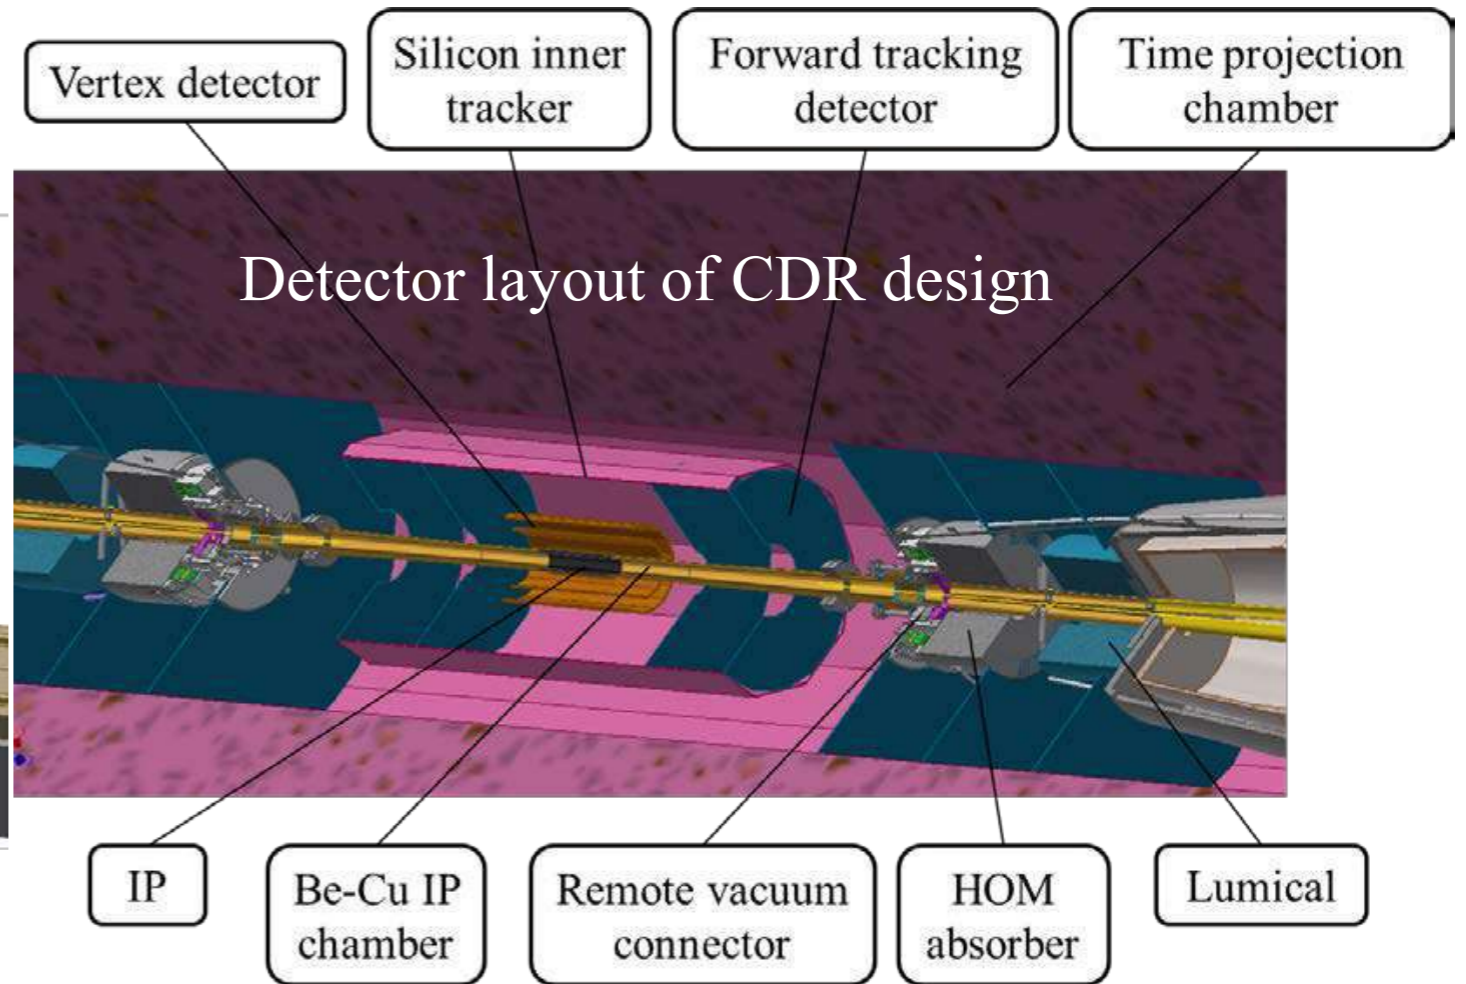 Vertex detector
Silicon inner
tracker
Forward tracking
detector
Time projection
chamber
Detector layout of CDR design
IP
Be-Cu IP
chamber
Remote vacuum
connector
HOM
absorber
Lumical